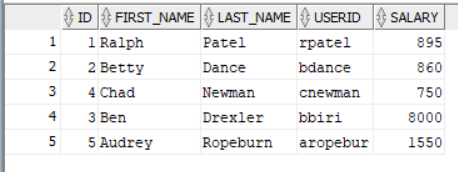 ID FIRST_NAME LAST_NAME USERID SALARY
1 1 Ralph Patel rpatel 895
2 2 Betty Dance bdance 860
3 4 Chad Newman cnewman 750
4 3 Ben Drexler bbiri 8000
5 5 Audrey Ropeburn aropebur 1550